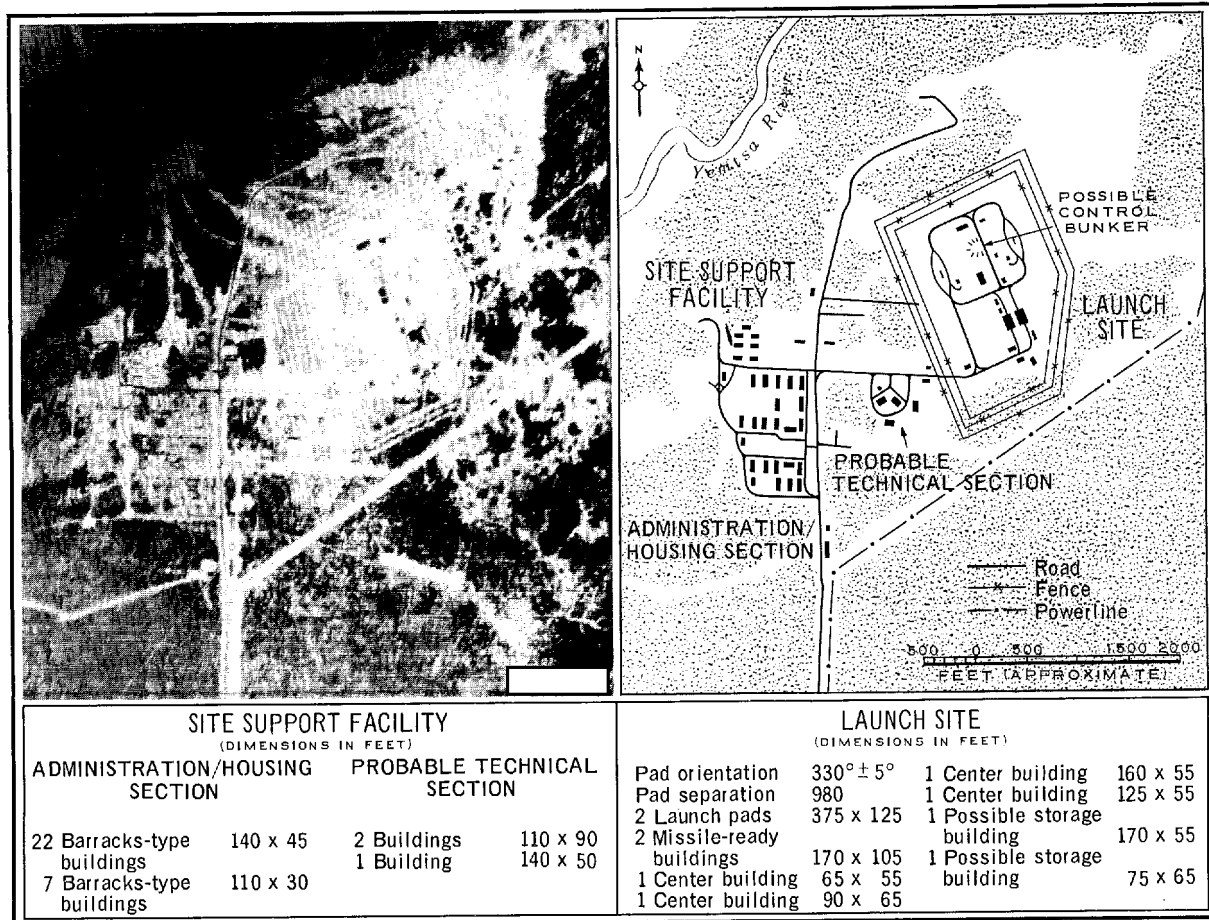 N
Yemtsa River
POSSIBLE
CONTROL
BUNKER
SITE SUPPORT
FACILITY
LAUNCH
SITE
PROBABLE
TECHNICAL SECTION
ADMINISTRATION/
HOUSING SECTION
Road
Fence
Powerline
500 0 500 1500 2000
FEET (APPROXIMATE)
SITE SUPPORT FACILITY
(DIMENSIONS IN FEET)
ADMINISTRATION/HOUSING
SECTION
22 Barracks-type 140 x 45
buildings
7 Barracks-type 110 x 30
buildings
PROBABLE TECHNICAL
SECTION
2 Buildings 110 x 90
1 Building 140 x 50
LAUNCH SITE
(DIMENSIONS IN FEET)
Pad orientation 330° ± 5°
Pad separation 980
2 Launch pads 375 x 125
2 Missile-ready
buildings 170 x 105
1 Center building 65 x 55
1 Center building 90 x 65
1 Center building 160 x 55
1 Center building 125 x 55
1 Possible storage
building 170 x 55
1 Possible storage
building 75 x 65